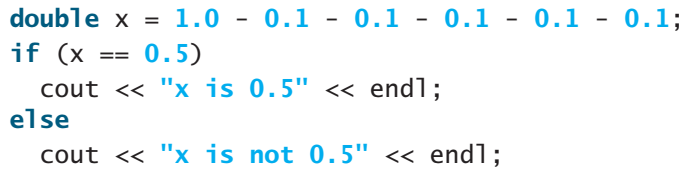 double x = 1.0 - 0.1 - 0.1 - 0.1 - 0.1 - 0.1;
if (x == 0.5)
  cout << "x is 0.5" << endl;
else
  cout << "x is not 0.5" << endl;